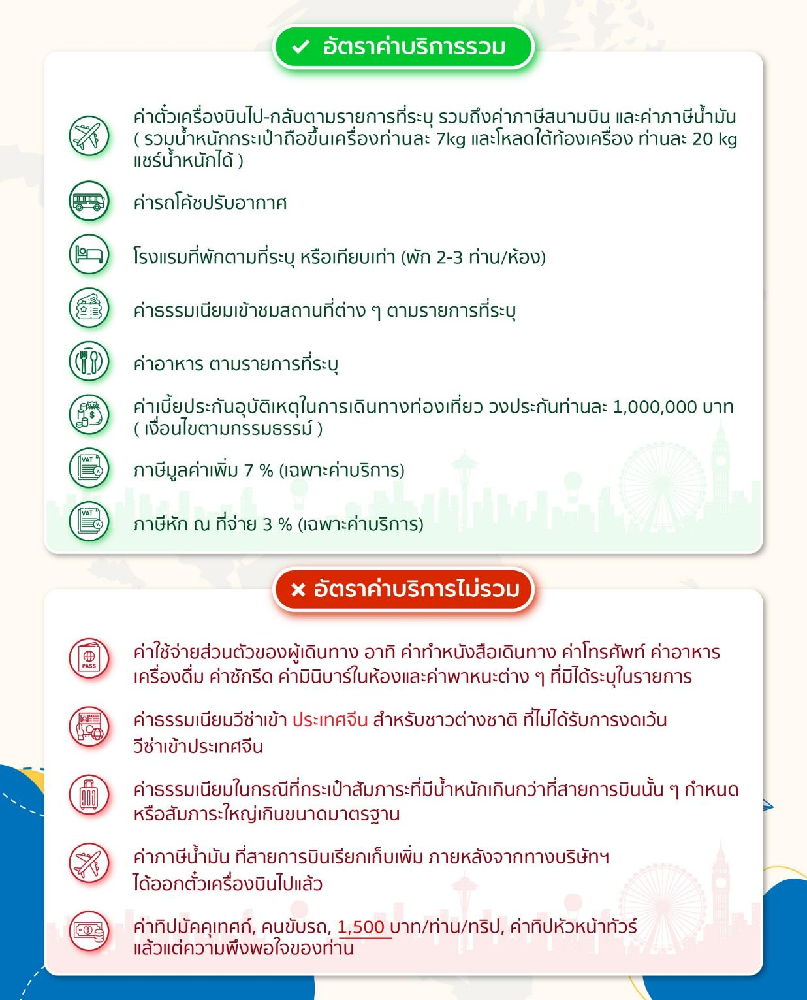 อัตราค่าบริการรวม
ค่าตั๋วเครื่องบินไป-กลับตามรายการที่ระบุ รวมถึงค่าภาษีสนามบิน และค่าภาษีน้ำมัน
( รวมน้ำหนักกระเป๋าถือขึ้นเครื่องท่านละ 7kg และโหลดใต้ท้องเครื่อง ท่านละ 20 kg
แชร์น้ำหนักได้ )
ค่ารถโค้ชปรับอากาศ
โรงแรมที่พักตามที่ระบุ หรือเทียบเท่า (พัก 2-3 ท่าน/ห้อง)
ค่าธรรมเนียมเข้าชมสถานที่ต่าง ๆ ตามรายการที่ระบุ
ค่าอาหาร ตามรายการที่ระบุ
ค่าเบี้ยประกันอุบัติเหตุในการเดินทางท่องเที่ยว วงประกันท่านละ 1,000,000 บาท
( เงื่อนไขตามกรรมธรรม์ )
VAT
ภาษีมูลค่าเพิ่ม 7 % (เฉพาะค่าบริการ)
VAT
ภาษีหัก ณ ที่จ่าย 3 % (เฉพาะค่าบริการ)
อัตราค่าบริการไม่รวม
PASS
ค่าใช้จ่ายส่วนตัวของผู้เดินทาง อาทิ ค่าทำหนังสือเดินทาง ค่าโทรศัพท์ ค่าอาหาร
เครื่องดื่ม ค่าซักรีด ค่ามินิบาร์ในห้องและค่าพาหนะต่าง ๆ ที่มิได้ระบุในรายการ
ค่าธรรมเนียมวีซ่าเข้า ประเทศจีน สำหรับชาวต่างชาติ ที่ไม่ได้รับการงดเว้น
วีซ่าเข้าประเทศจีน
ค่าธรรมเนียมในกรณีที่กระเป๋าสัมภาระที่มีน้ำหนักเกินกว่าที่สายการบินนั้น ๆ กำหนด
หรือสัมภาระใหญ่เกินขนาดมาตรฐาน
ค่าภาษีน้ำมัน ที่สายการบินเรียกเก็บเพิ่ม ภายหลังจากทางบริษัทฯ
ได้ออกตั๋วเครื่องบินไปแล้ว
ค่าทิปมัคคุเทศก์, คนขับรถ, 1,500 บาท/ท่าน/ทริป, ค่าทิปหัวหน้าทัวร์
แล้วแต่ความพึงพอใจของท่าน